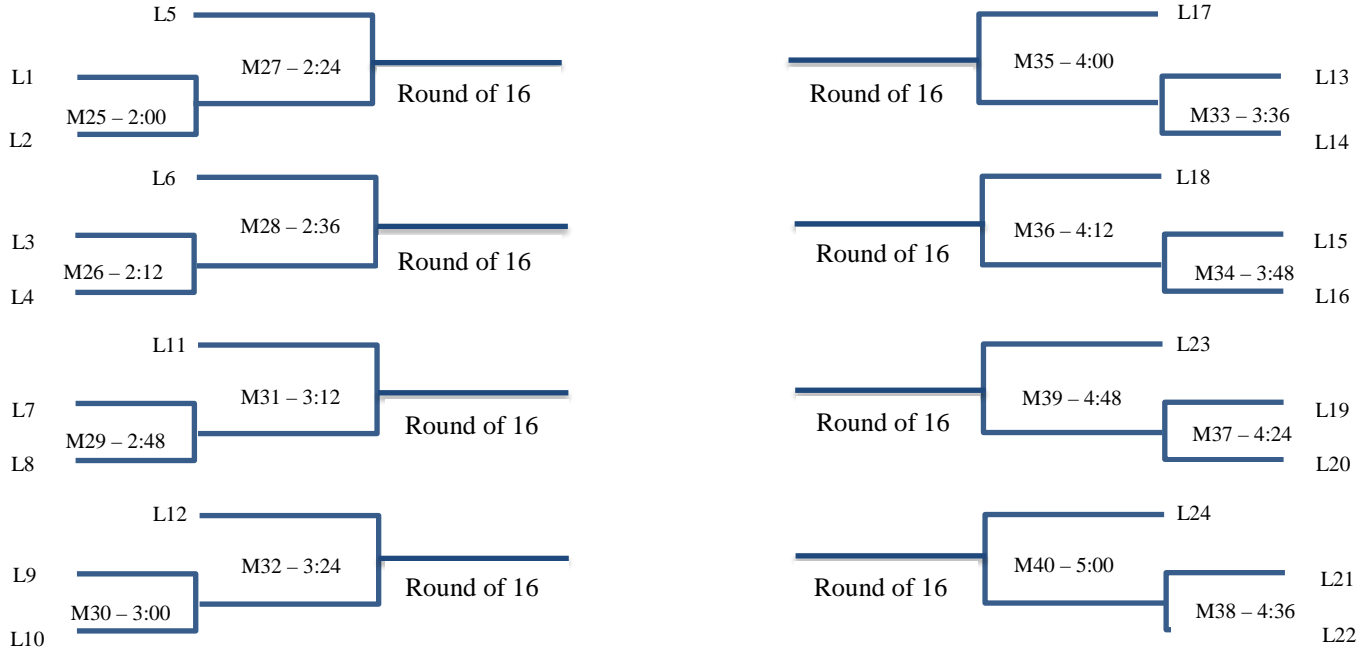 L5
M27 – 2:24
L1
Round of 16
M25 – 2:00
L2
L6
M28 – 2:36
L3
Round of 16
M26 – 2:12
L4
L11
M31 – 3:12
L7
Round of 16
M29 – 2:48
L8
L12
M32 – 3:24
L9
Round of 16
M30 – 3:00
L10
L17
M35 – 4:00
L13
Round of 16
M33 – 3:36
L14
L18
M36 – 4:12
L15
Round of 16
M34 – 3:48
L16
L23
M39 – 4:48
L19
Round of 16
M37 – 4:24
L20
L24
M40 – 5:00
L21
Round of 16
M38 – 4:36
L22